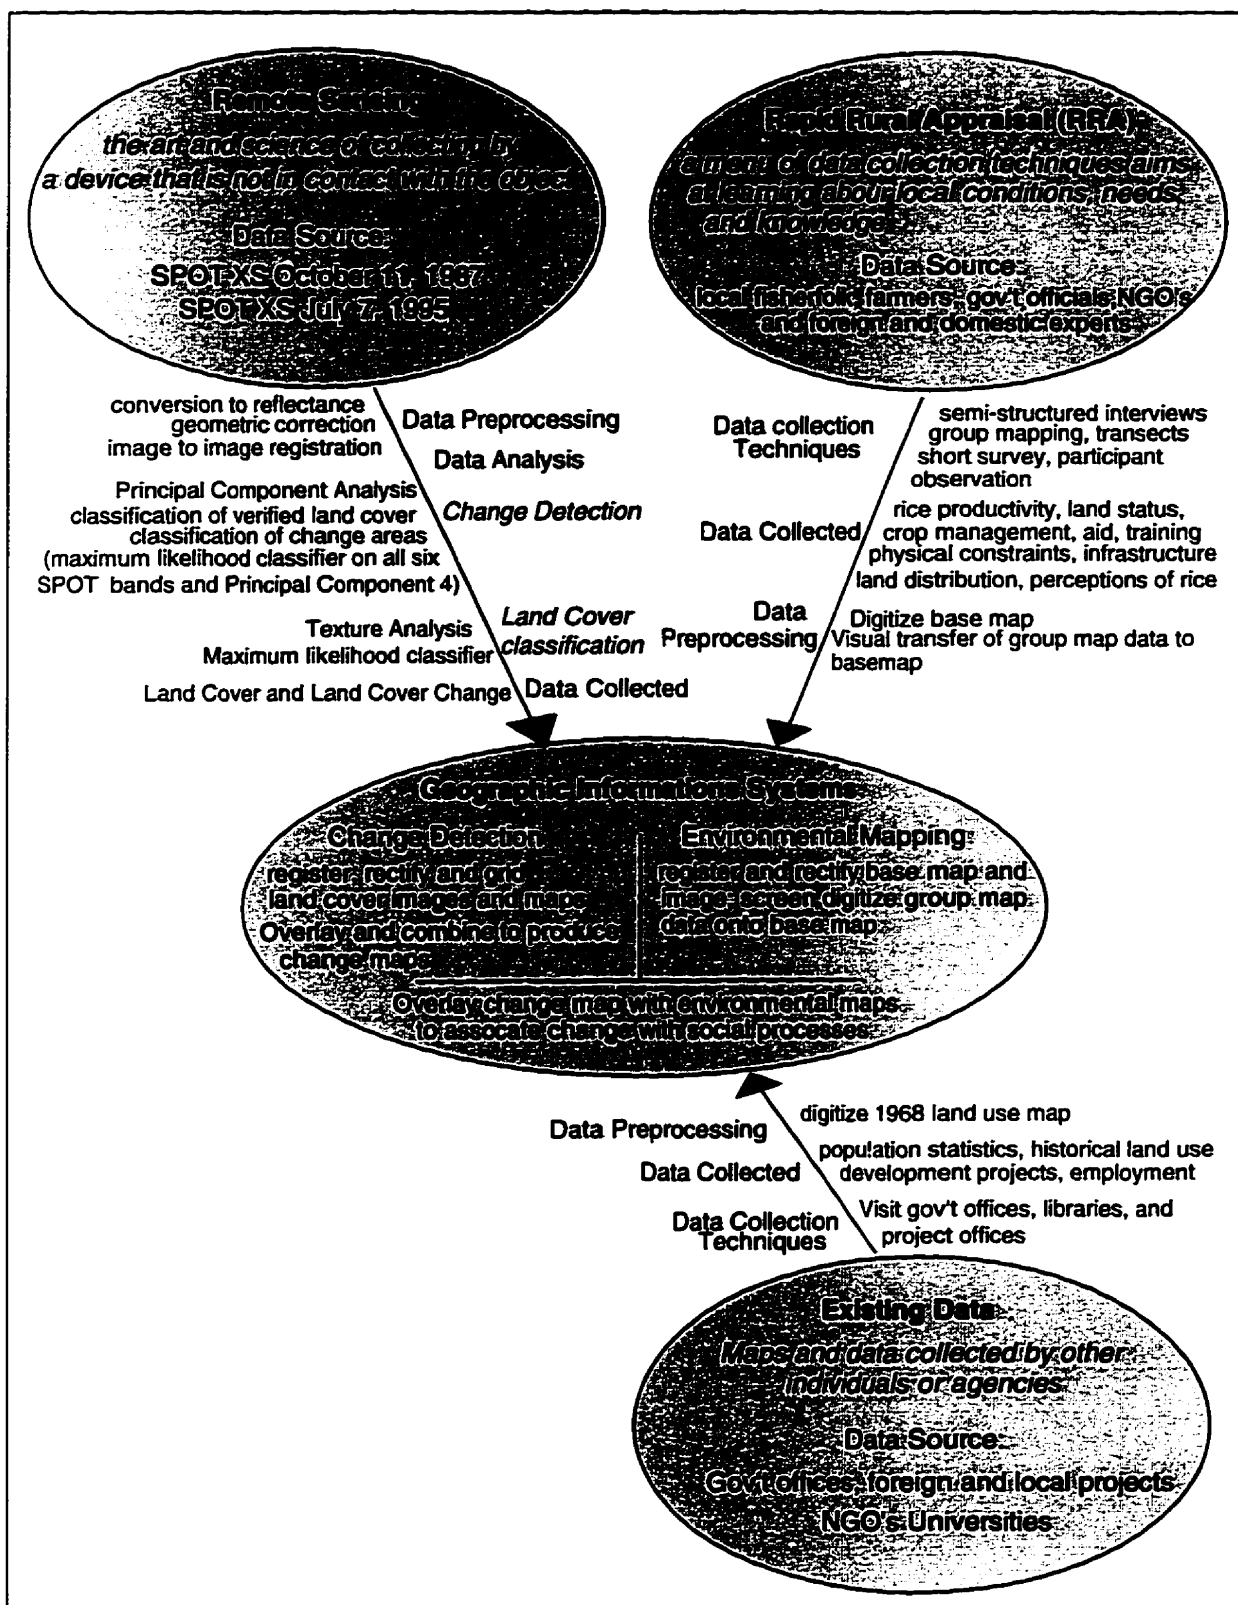 Remote Sensing
the art and science of collecting by
a device that is not in contact with the object
Data Source:
SPOT XS October 11, 1987
SPOT XS July 7, 1995
Rapid Rural Appraisal (RRA)
a menu of data collection techniques aims
at learning about local conditions, needs,
and knowledge
Data Source:
local fisherfolk, farmers, gov't officials, NGO's
and foreign and domestic experts
conversion to reflectance
geometric correction
image to image registration
Data Preprocessing
Data Analysis
Principal Component Analysis
classification of verified land cover
classification of change areas
(maximum likelihood classifier on all six
SPOT bands and Principal Component 4)
Change Detection
Texture Analysis
Maximum likelihood classifier
Land Cover
classification
Land Cover and Land Cover Change
Data Collected
Data collection
Techniques
semi-structured interviews
group mapping, transects
short survey, participant
observation
Data Collected
rice productivity, land status,
crop management, aid, training
physical constraints, infrastructure
land distribution, perceptions of rice
Data
Preprocessing
Digitize base map
Visual transfer of group map data to
basemap
Geographic Informations Systems
Change Detection
register, rectify and grid
land cover images and maps
Overlay and combine to produce
change maps
Environmental Mapping
register and rectify base map and
image, screen digitize group map
data onto base map
Overlay change map with environmental maps
to assocate change with social processes
Data Preprocessing
digitize 1968 land use map
Data Collected
population statistics, historical land use
development projects, employment
Data Collection
Techniques
Visit gov't offices, libraries, and
project offices
Existing Data
Maps and data collected by other
individuals or agencies
Data Source:
Gov't offices, foreign and local projects
NGO's Universities